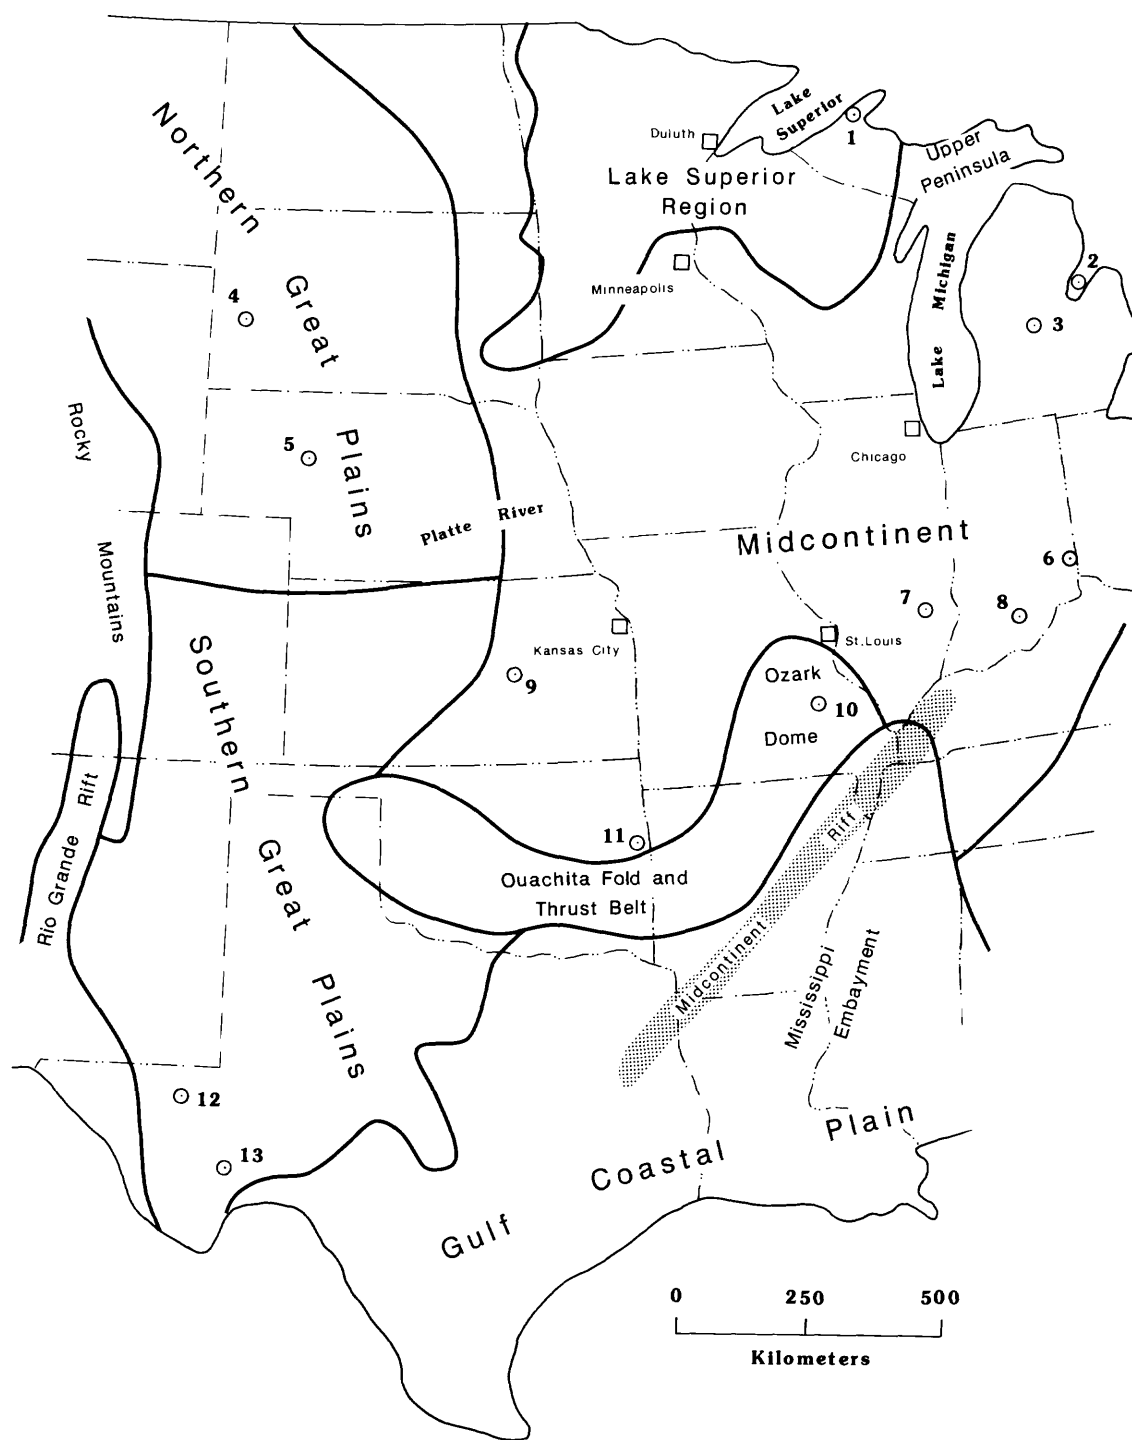 Lake
Superior
1
Duluth
Upper
Peninsula
Lake Superior
Region
Northern
Great
Plains
Minneapolis
Lake Michigan
2
3
4
5
Rocky
Mountains
Chicago
Platte River
Midcontinent
6
7
8
St.Louis
Kansas City
9
Ozark
Dome
10
Southern
Great
Plains
Rio Grande Rift
11
Ouachita Fold and
Thrust Belt
Midcontinent Riff
Mississippi
Embayment
12
13
Gulf Coastal Plain
0 250 500
Kilometers